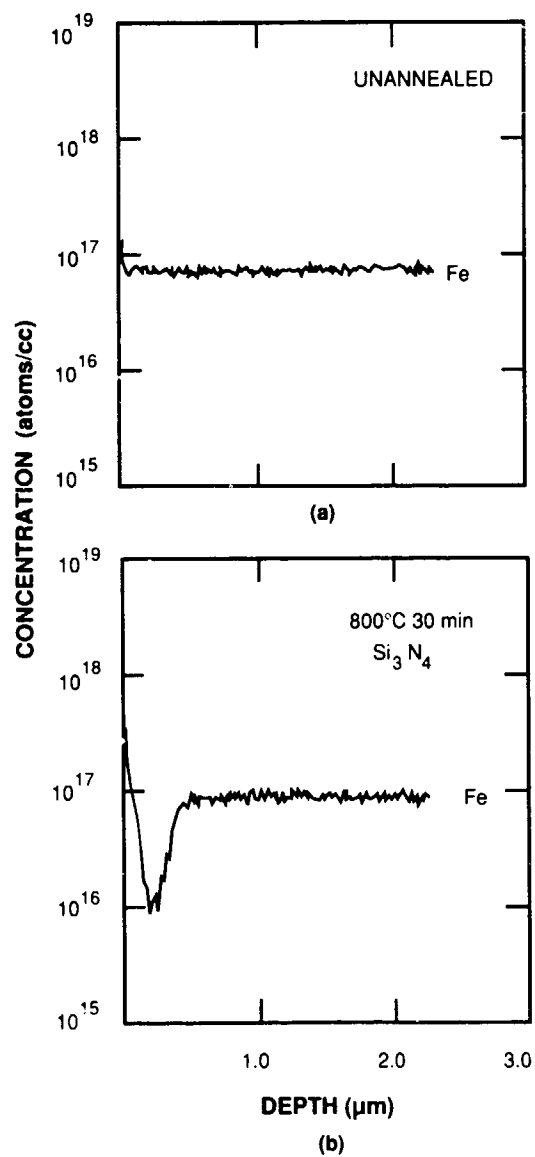 CONCENTRATION (atoms/cc)
10^19
UNANNEALED
10^18
10^17
Fe
10^16
10^15
(a)
10^19
800°C 30 min
Si3 N4
10^18
10^17
Fe
10^16
10^15
1.0 2.0 3.0
DEPTH (µm)
(b)